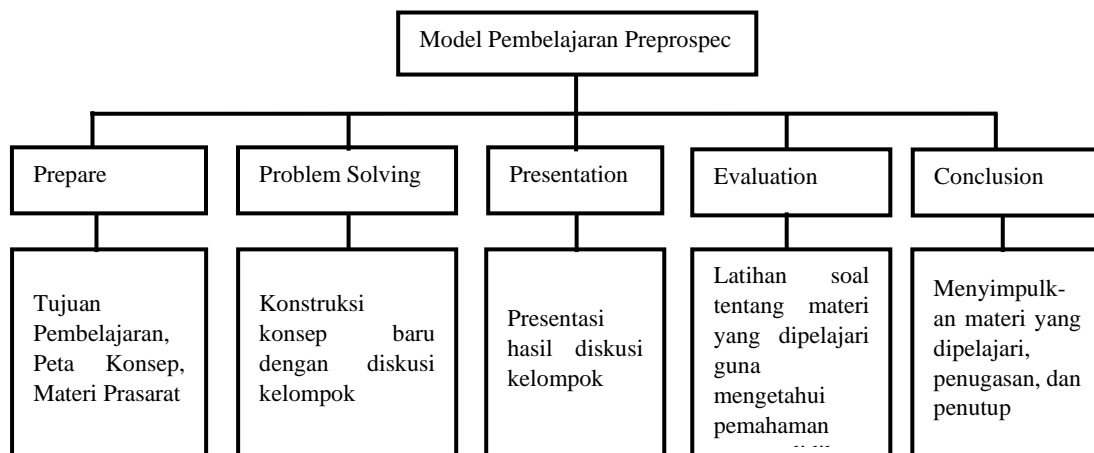 Model Pembelajaran Preprospec
Prepare
Problem Solving
Presentation
Evaluation
Conclusion
Tujuan
Pembelajaran,
Peta Konsep,
Materi Prasarat
Konstruksi
konsep baru
dengan diskusi
kelompok
Presentasi
hasil diskusi
kelompok
Latihan soal
tentang materi
yang dipelajari
guna
mengetahui
pemahaman
Menyimpulk-
an materi yang
dipelajari,
penugasan, dan
penutup